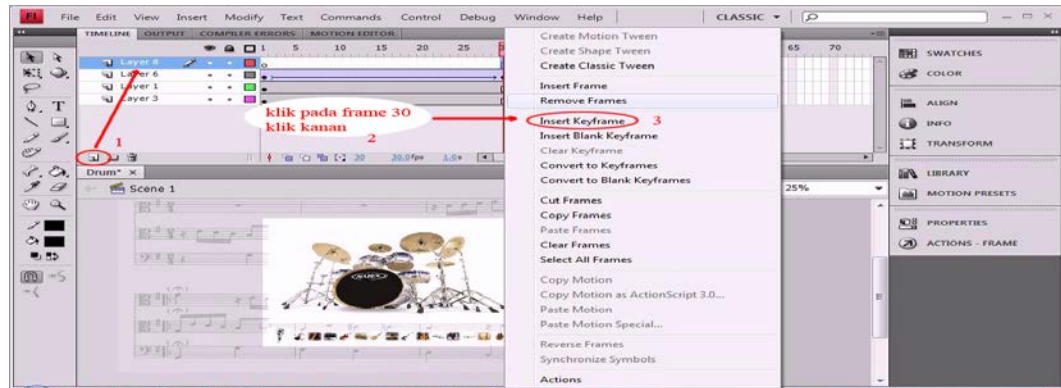 FL File Edit View Insert Modify Text Commands Control Debug Window Help CLASSIC
TIMELINE OUTPUT COMPILER ERRORS MOTION EDITOR
1 5 10 15 20 25 65 70
Layer 8
Layer 6
Layer 1
Layer 3
klik pada frame 30
klik kanan
1
2
3
30 30.0fps 1.0s
Drum* ×
Scene 1
25%
Create Motion Tween
Create Shape Tween
Create Classic Tween
Insert Frame
Remove Frames
Insert Keyframe
Insert Blank Keyframe
Clear Keyframe
Convert to Keyframes
Convert to Blank Keyframes
Cut Frames
Copy Frames
Paste Frames
Clear Frames
Select All Frames
Copy Motion
Copy Motion as ActionScript 3.0...
Paste Motion
Paste Motion Special...
Reverse Frames
Synchronize Symbols
Actions
SWATCHES
COLOR
ALIGN
INFO
TRANSFORM
LIBRARY
MOTION PRESETS
PROPERTIES
ACTIONS - FRAME